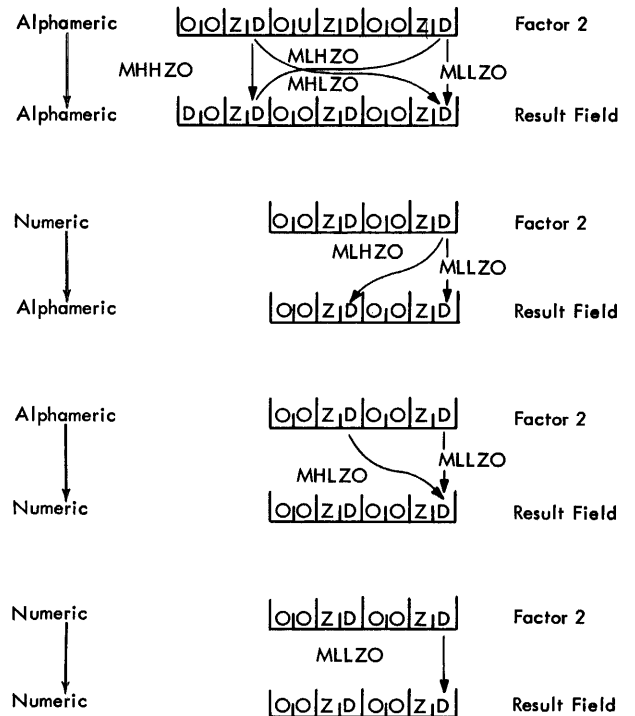 Alphameric O O Z D O U Z D O O Z D Factor 2
MHHZO MLHZO MHLZO MLLZO
Alphameric D O Z D O O Z D O O Z D Result Field
Numeric O O Z D O O Z D Factor 2
MLHZO MLLZO
Alphameric O O Z D O O Z D Result Field
Alphameric O O Z D O O Z D Factor 2
MHLZO MLLZO
Numeric O O Z D O O Z D Result Field
Numeric O O Z D O O Z D Factor 2
MLLZO
Numeric O O Z D O O Z D Result Field